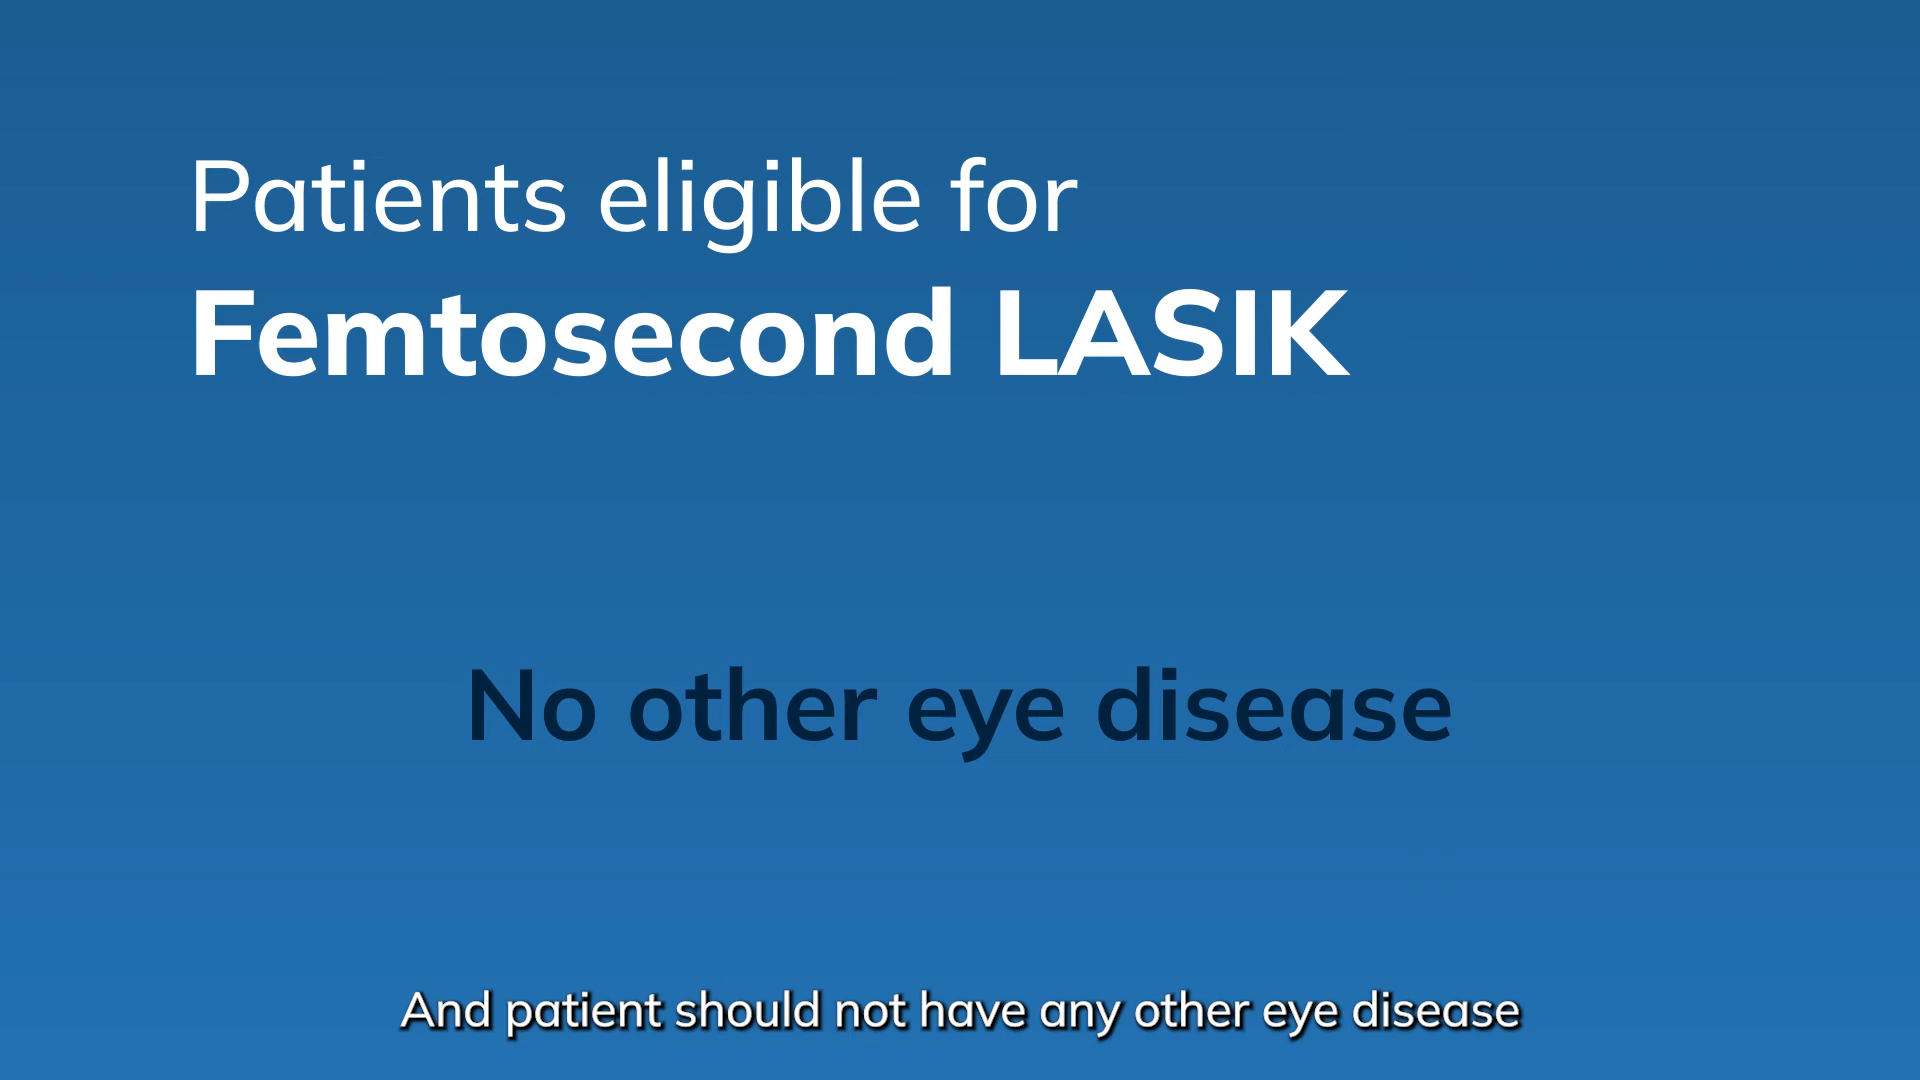 Patients eligible for
Femtosecond LASIK
No other eye disease
And patient should not have any other eye disease